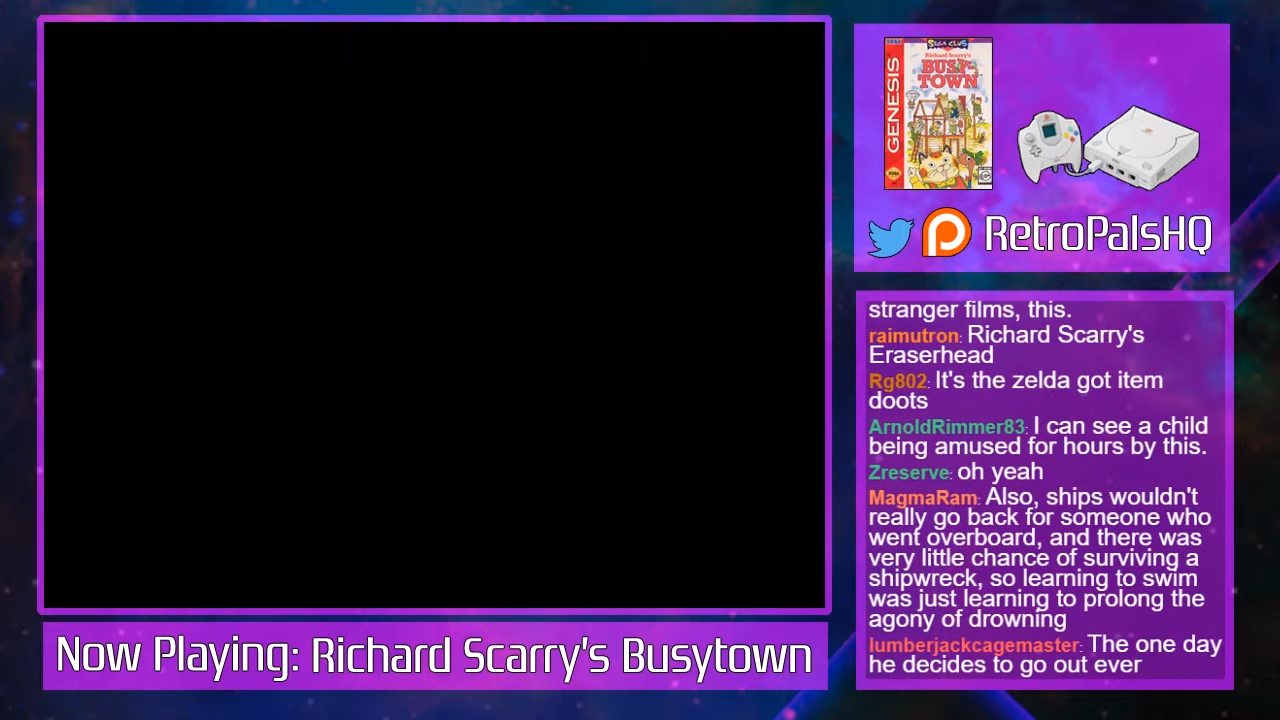 SEGA CLUB
Richard Scarry's
BUSY-
TOWN
GENESIS
RetroPalsHQ
stranger films, this.
raimutron: Richard Scarry's
Eraserhead
Rg802: It's the zelda got item
doots
ArnoldRimmer83: I can see a child
being amused for hours by this.
Zreserve: oh yeah
MagmaRam: Also, ships wouldn't
really go back for someone who
went overboard, and there was
very little chance of surviving a
shipwreck, so learning to swim
was just learning to prolong the
agony of drowning
lumberjackcagemaster: The one day
he decides to go out ever
Now Playing: Richard Scarry's Busytown